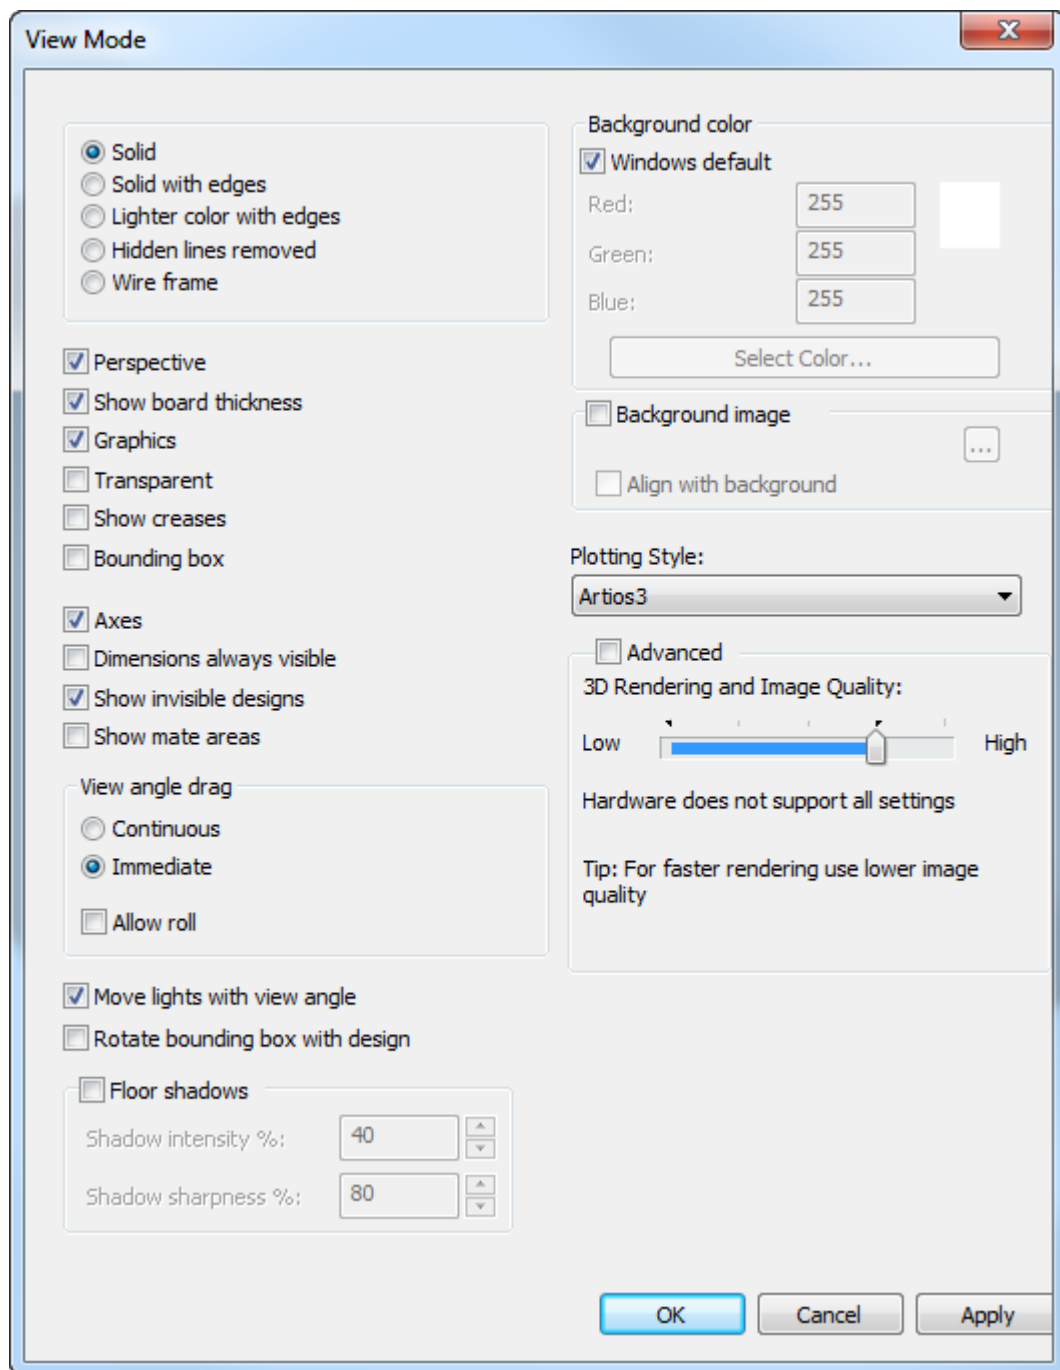 View Mode
Solid
Solid with edges
Lighter color with edges
Hidden lines removed
Wire frame
Perspective
Show board thickness
Graphics
Transparent
Show creases
Bounding box
Axes
Dimensions always visible
Show invisible designs
Show mate areas
View angle drag
Continuous
Immediate
Allow roll
Move lights with view angle
Rotate bounding box with design
Floor shadows
Shadow intensity %: 40
Shadow sharpness %: 80
Background color
Windows default
Red: 255
Green: 255
Blue: 255
Select Color...
Background image
...
Align with background
Plotting Style:
Artios3
Advanced
3D Rendering and Image Quality:
Low High
Hardware does not support all settings
Tip: For faster rendering use lower image
quality
OK Cancel Apply